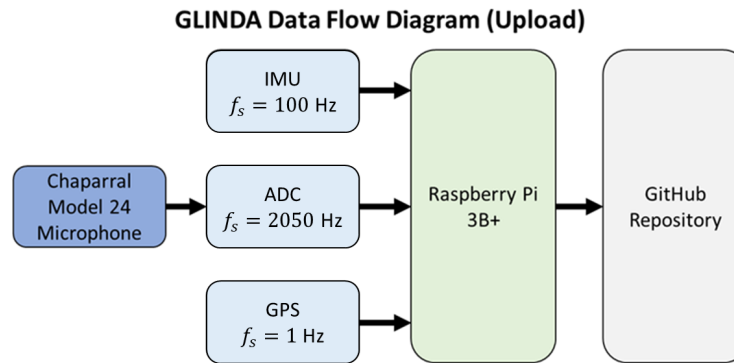 GLINDA Data Flow Diagram (Upload)
IMU
𝑓ₛ = 100 Hz
Chaparral
Model 24
Microphone
ADC
𝑓ₛ = 2050 Hz
GPS
𝑓ₛ = 1 Hz
Raspberry Pi
3B+
GitHub
Repository